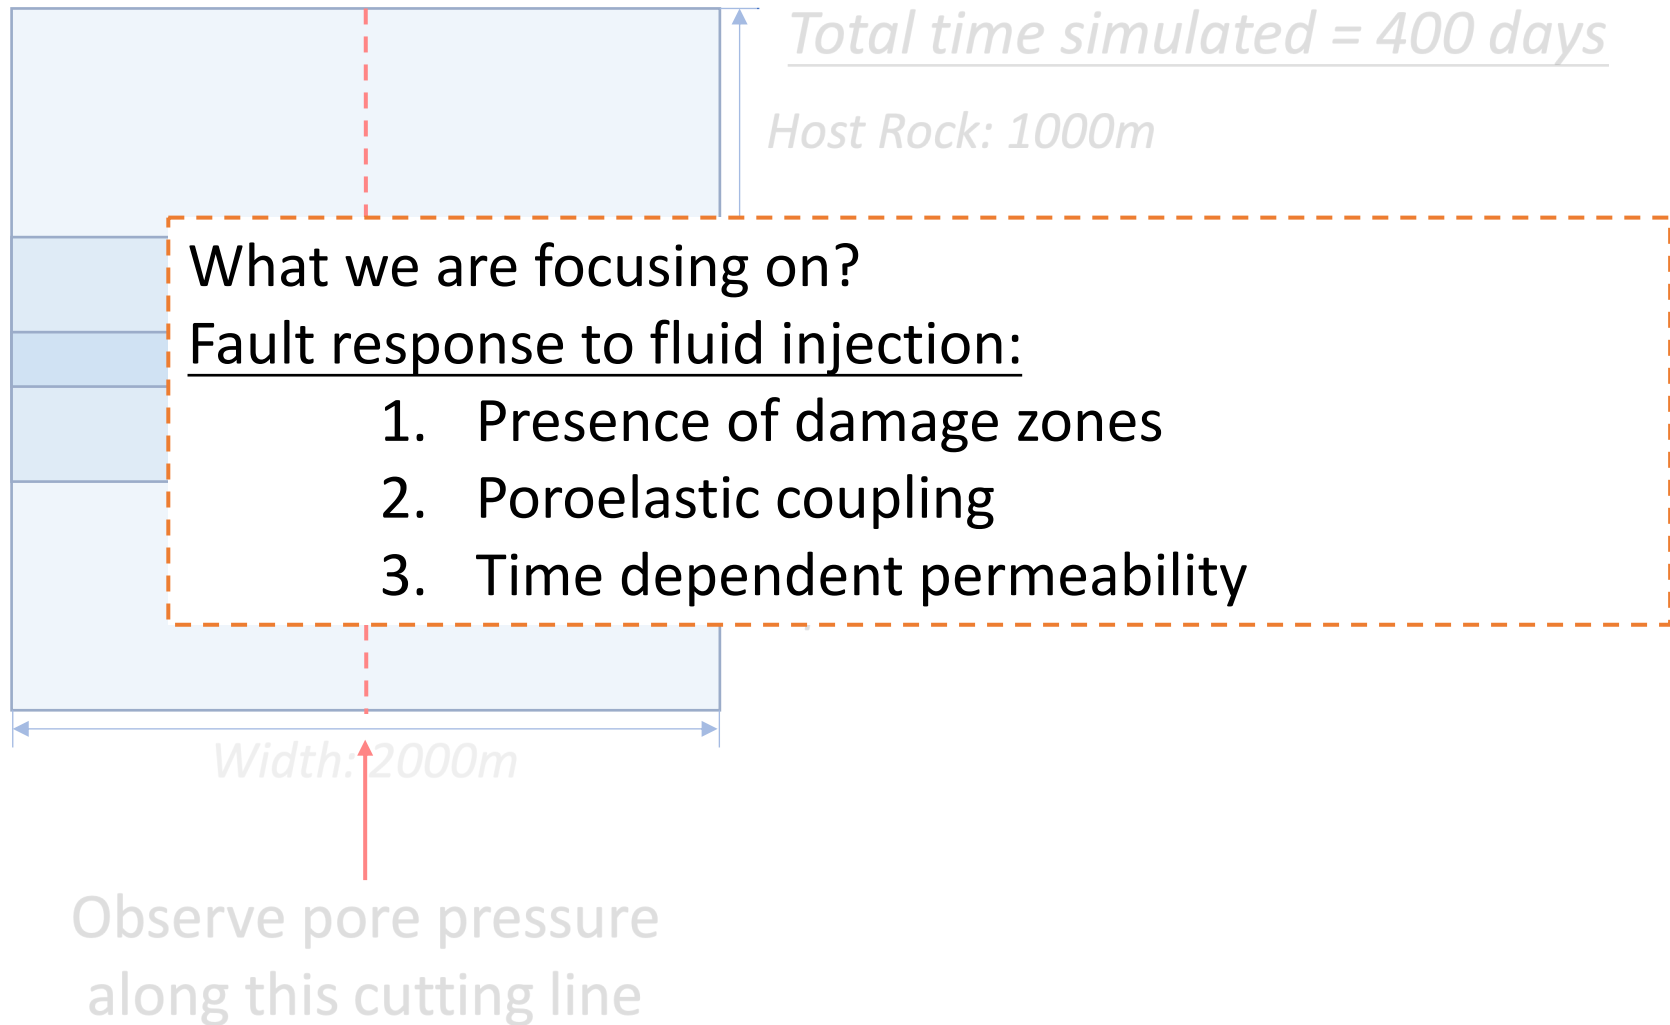 Total time simulated = 400 days
Host Rock: 1000m
What we are focusing on?
Fault response to fluid injection:
1. Presence of damage zones
2. Poroelastic coupling
3. Time dependent permeability
Width: 2000m
Observe pore pressure
along this cutting line